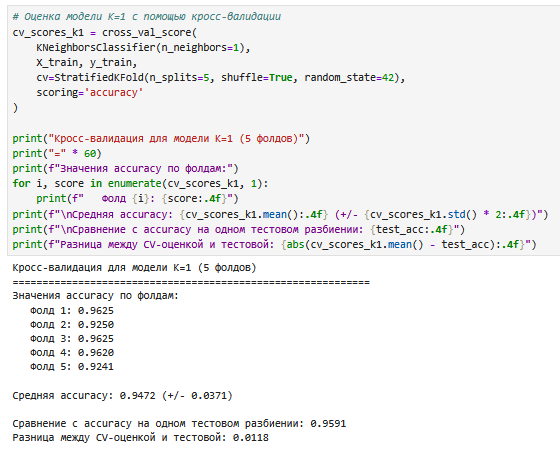 # Оценка модели K=1 с помощью кросс-валидации
cv_scores_k1 = cross_val_score(
    KNeighborsClassifier(n_neighbors=1),
    X_train, y_train,
    cv=StratifiedKFold(n_splits=5, shuffle=True, random_state=42),
    scoring='accuracy'
)

print("Кросс-валидация для модели K=1 (5 фолдов)")
print("=" * 60)
print(f"Значения accuracy по фолдам:")
for i, score in enumerate(cv_scores_k1, 1):
    print(f"   Фолд {i}: {score:.4f}")
print(f"\nСредняя accuracy: {cv_scores_k1.mean():.4f} (+/- {cv_scores_k1.std() * 2:.4f})")
print(f"\nСравнение с accuracy на одном тестовом разбиении: {test_acc:.4f}")
print(f"Разница между CV-оценкой и тестовой: {abs(cv_scores_k1.mean() - test_acc):.4f}")
Кросс-валидация для модели K=1 (5 фолдов)
============================================================
Значения accuracy по фолдам:
   Фолд 1: 0.9625
   Фолд 2: 0.9250
   Фолд 3: 0.9625
   Фолд 4: 0.9620
   Фолд 5: 0.9241

Средняя accuracy: 0.9472 (+/- 0.0371)

Сравнение с accuracy на одном тестовом разбиении: 0.9591
Разница между CV-оценкой и тестовой: 0.0118